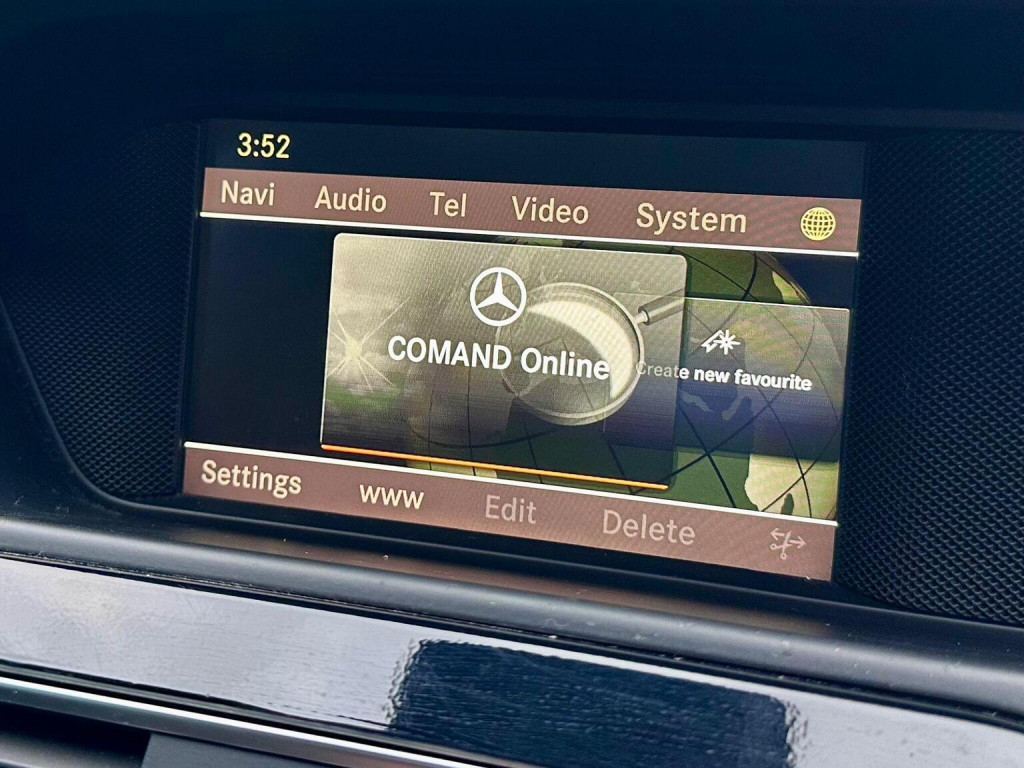 3:52
Navi Audio Tel Video System
COMAND Online
Create new favourite
Settings www Edit Delete